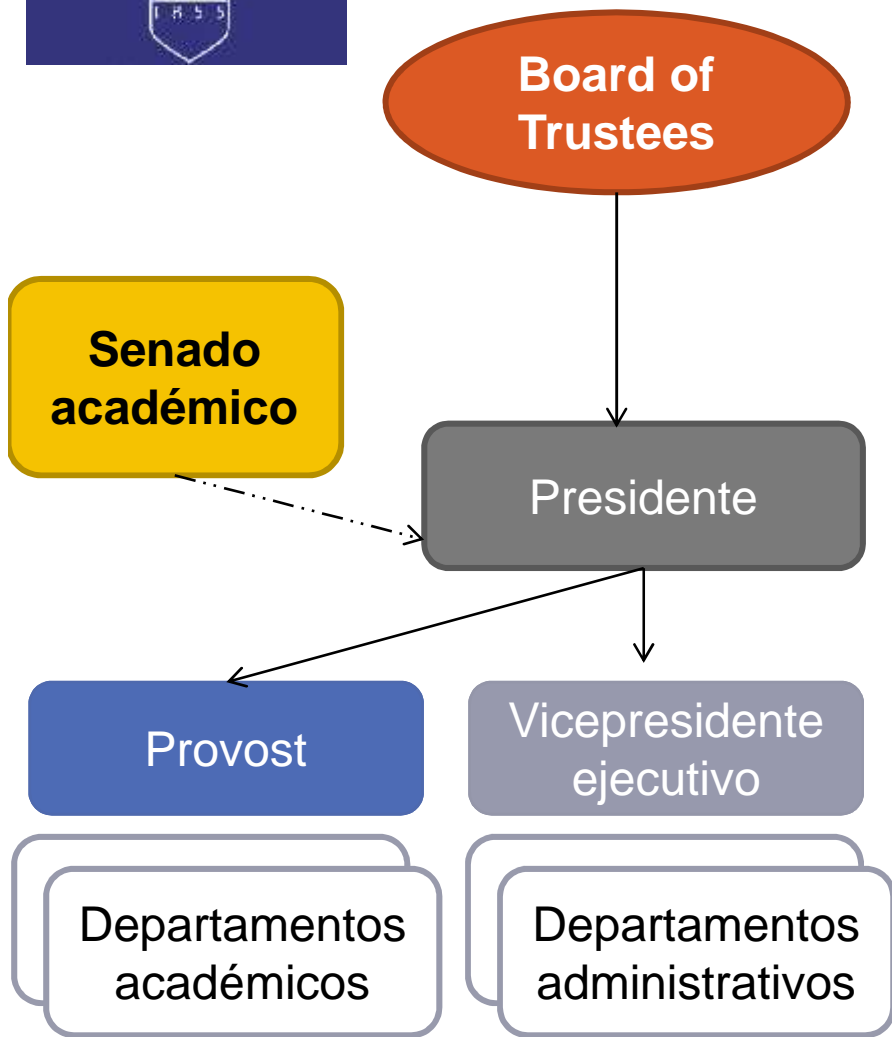 Board of
Trustees
Senado
académico
Presidente
Provost
Vicepresidente
ejecutivo
Departamentos
académicos
Departamentos
administrativos